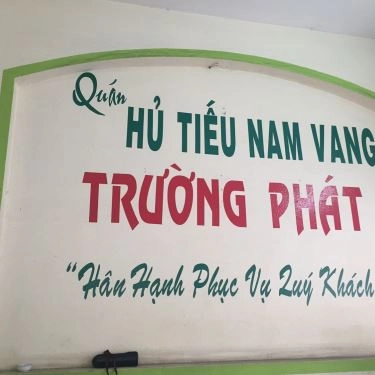 Quán
HỦ TIẾU NAM VANG
TRƯỜNG PHÁT
"Hân Hạnh Phục Vụ Quý Khách